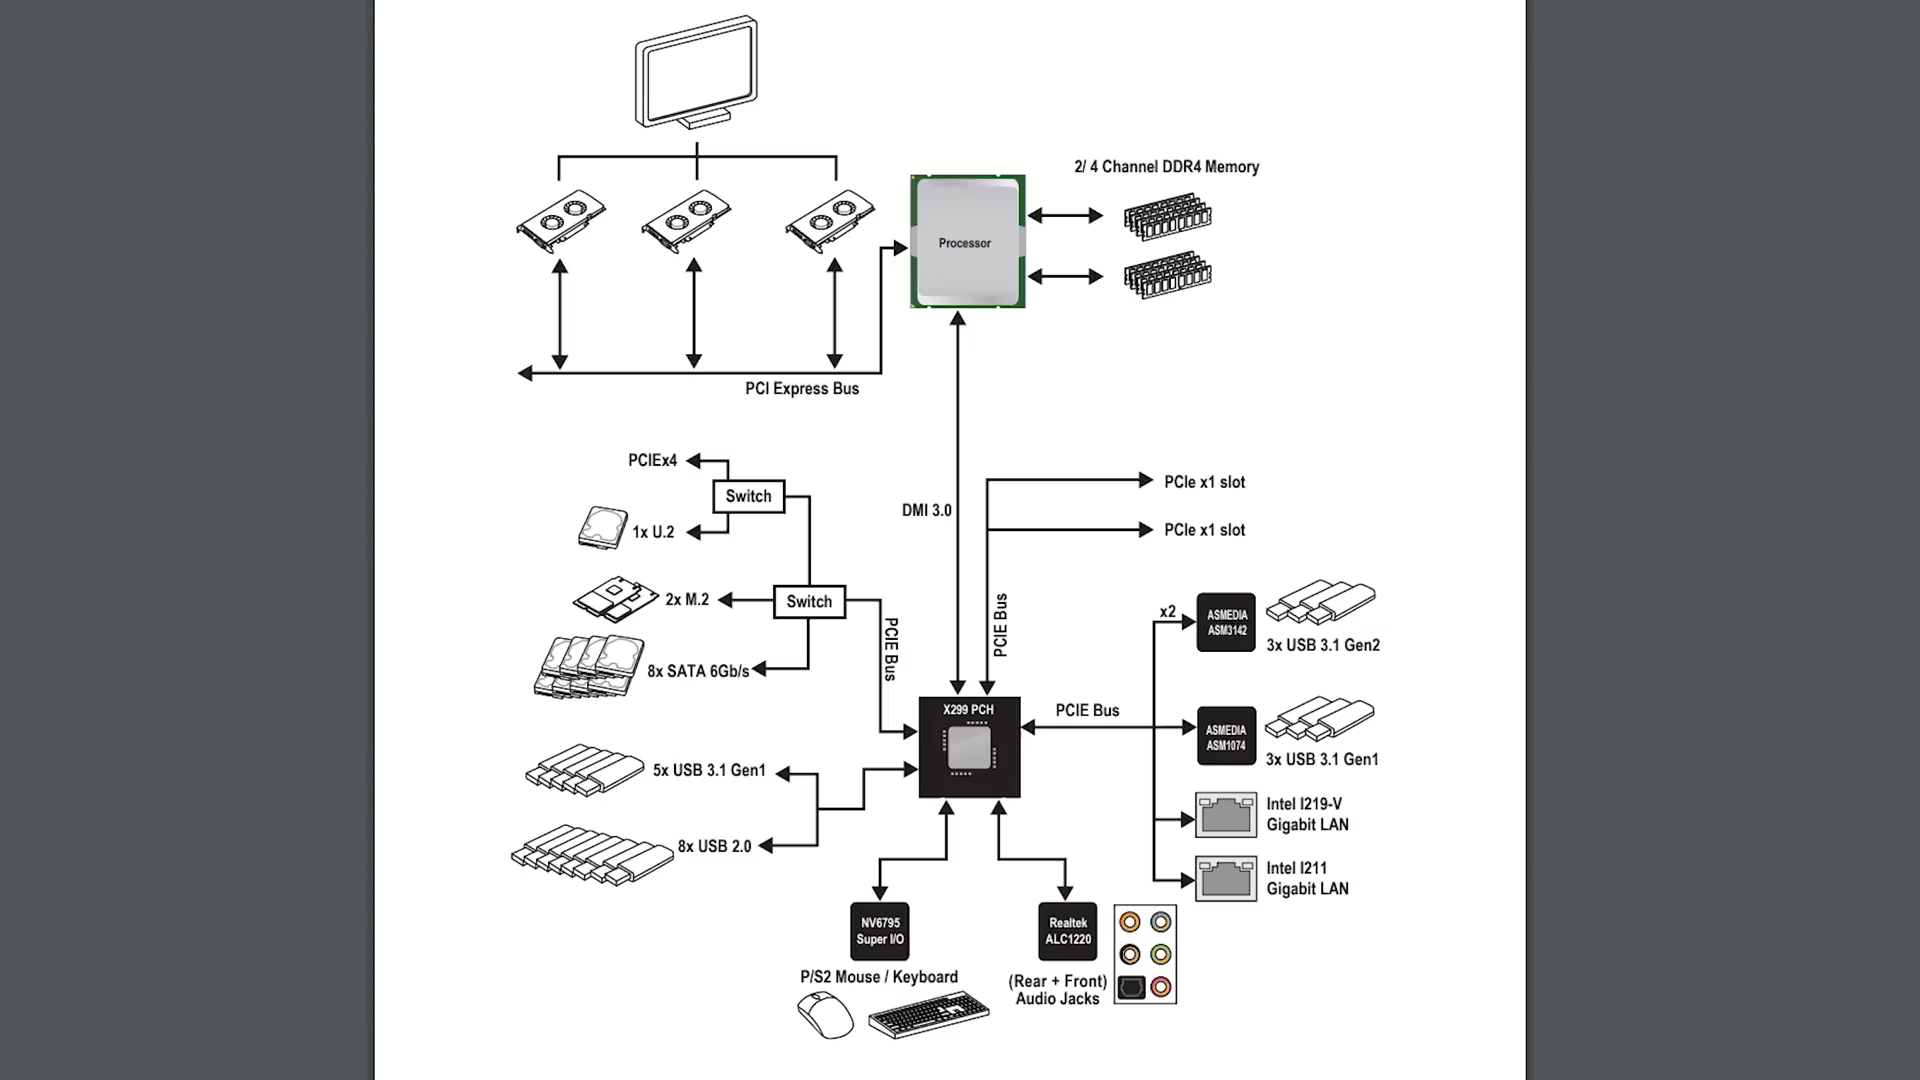 2/ 4 Channel DDR4 Memory
Processor
PCI Express Bus
PCIEx4
Switch
1x U.2
DMI 3.0
PCIe x1 slot
PCIe x1 slot
2x M.2
Switch
8x SATA 6Gb/s
PCIE Bus
PCIE Bus
x2
ASMEDIA
ASM3142
3x USB 3.1 Gen2
X299 PCH
PCIE Bus
ASMEDIA
ASM1074
3x USB 3.1 Gen1
5x USB 3.1 Gen1
Intel I219-V
Gigabit LAN
8x USB 2.0
Intel I211
Gigabit LAN
NV6795
Super I/O
P/S2 Mouse / Keyboard
Realtek
ALC1220
(Rear + Front)
Audio Jacks